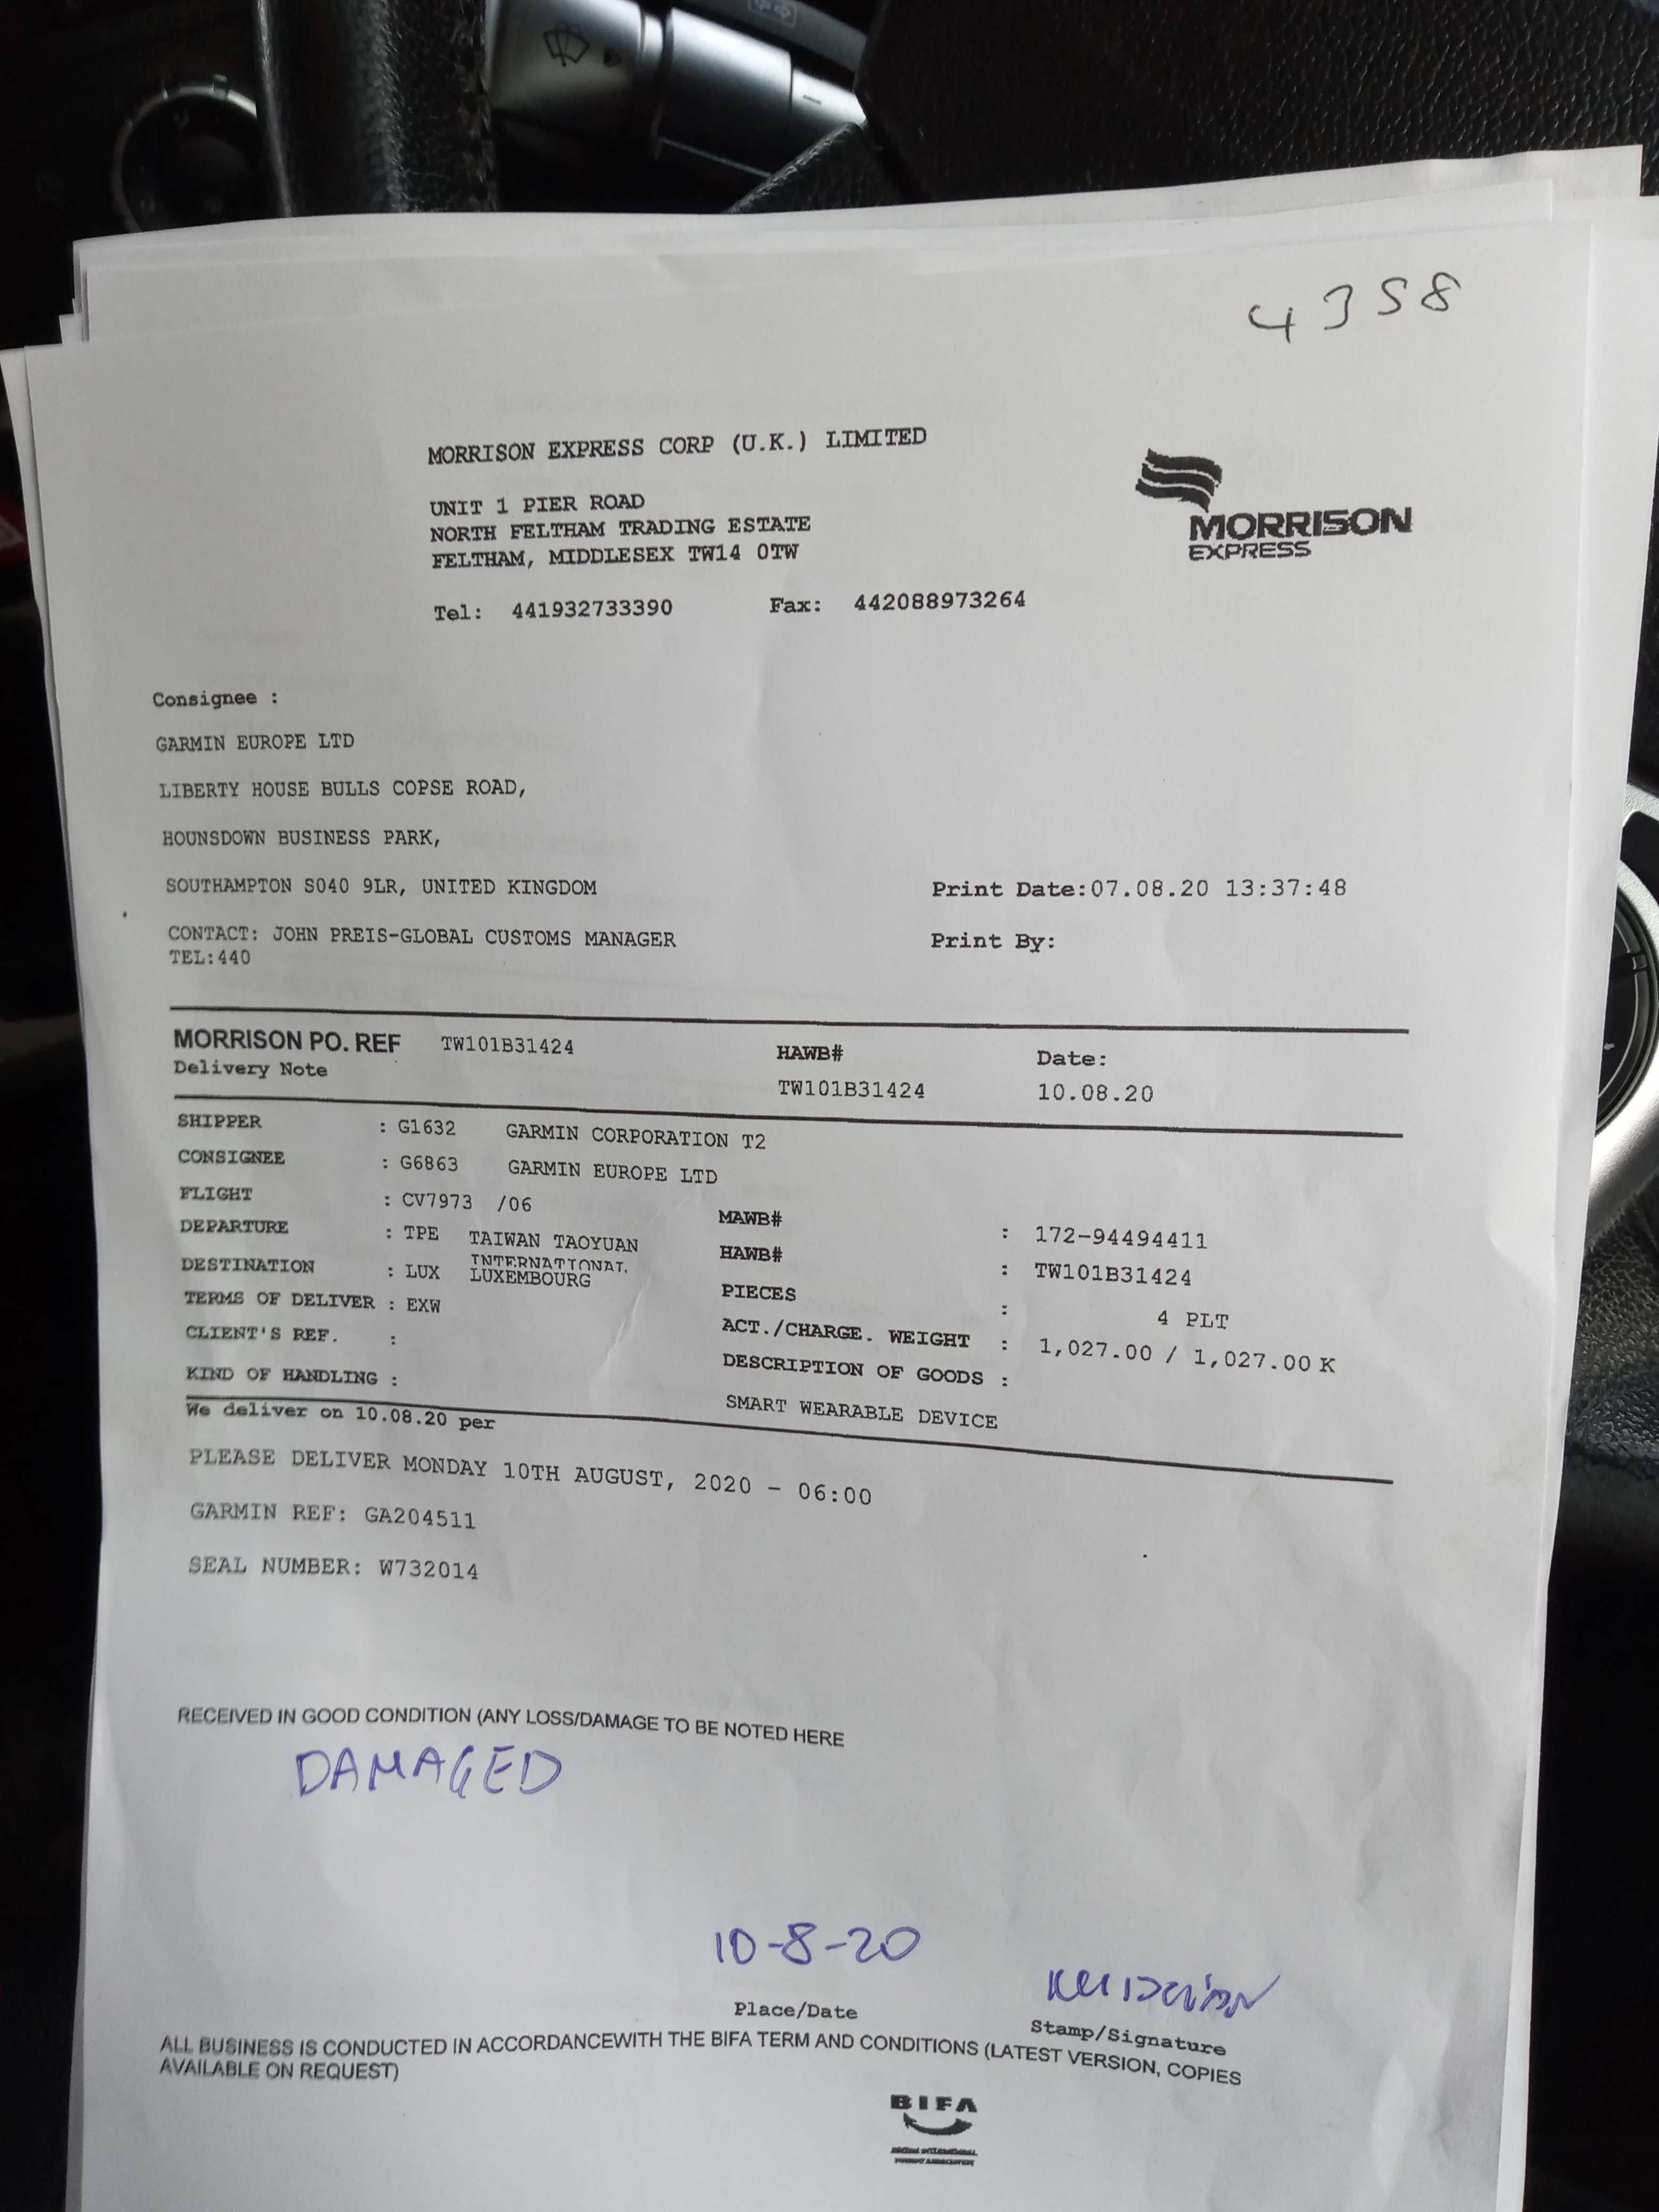 4358
MORRISON EXPRESS CORP (U.K.) LIMITED
UNIT 1 PIER ROAD
NORTH FELTHAM TRADING ESTATE
FELTHAM, MIDDLESEX TW14 0TW
Tel: 441932733390 Fax: 442088973264
MORRISON
EXPRESS
Consignee :
GARMIN EUROPE LTD
LIBERTY HOUSE BULLS COPSE ROAD,
HOUNSDOWN BUSINESS PARK,
SOUTHAMPTON SO40 9LR, UNITED KINGDOM
CONTACT: JOHN PREIS-GLOBAL CUSTOMS MANAGER
TEL:440
Print Date:07.08.20 13:37:48
Print By:
MORRISON PO. REF TW101B31424
Delivery Note
HAWB#
TW101B31424
Date:
10.08.20
SHIPPER : G1632 GARMIN CORPORATION T2
CONSIGNEE : G6863 GARMIN EUROPE LTD
FLIGHT : CV7973 /06
DEPARTURE : TPE TAIWAN TAOYUAN
INTERNATIONAL
DESTINATION : LUX LUXEMBOURG
TERMS OF DELIVER : EXW
CLIENT'S REF. :
KIND OF HANDLING :
MAWB# : 172-94494411
HAWB# : TW101B31424
PIECES : 4 PLT
ACT./CHARGE. WEIGHT : 1,027.00 / 1,027.00 K
DESCRIPTION OF GOODS :
SMART WEARABLE DEVICE
We deliver on 10.08.20 per
PLEASE DELIVER MONDAY 10TH AUGUST, 2020 - 06:00
GARMIN REF: GA204511
SEAL NUMBER: W732014
RECEIVED IN GOOD CONDITION (ANY LOSS/DAMAGE TO BE NOTED HERE
DAMAGED
10-8-20
Place/Date
Stamp/Signature
ALL BUSINESS IS CONDUCTED IN ACCORDANCEWITH THE BIFA TERM AND CONDITIONS (LATEST VERSION, COPIES
AVAILABLE ON REQUEST)
BIFA